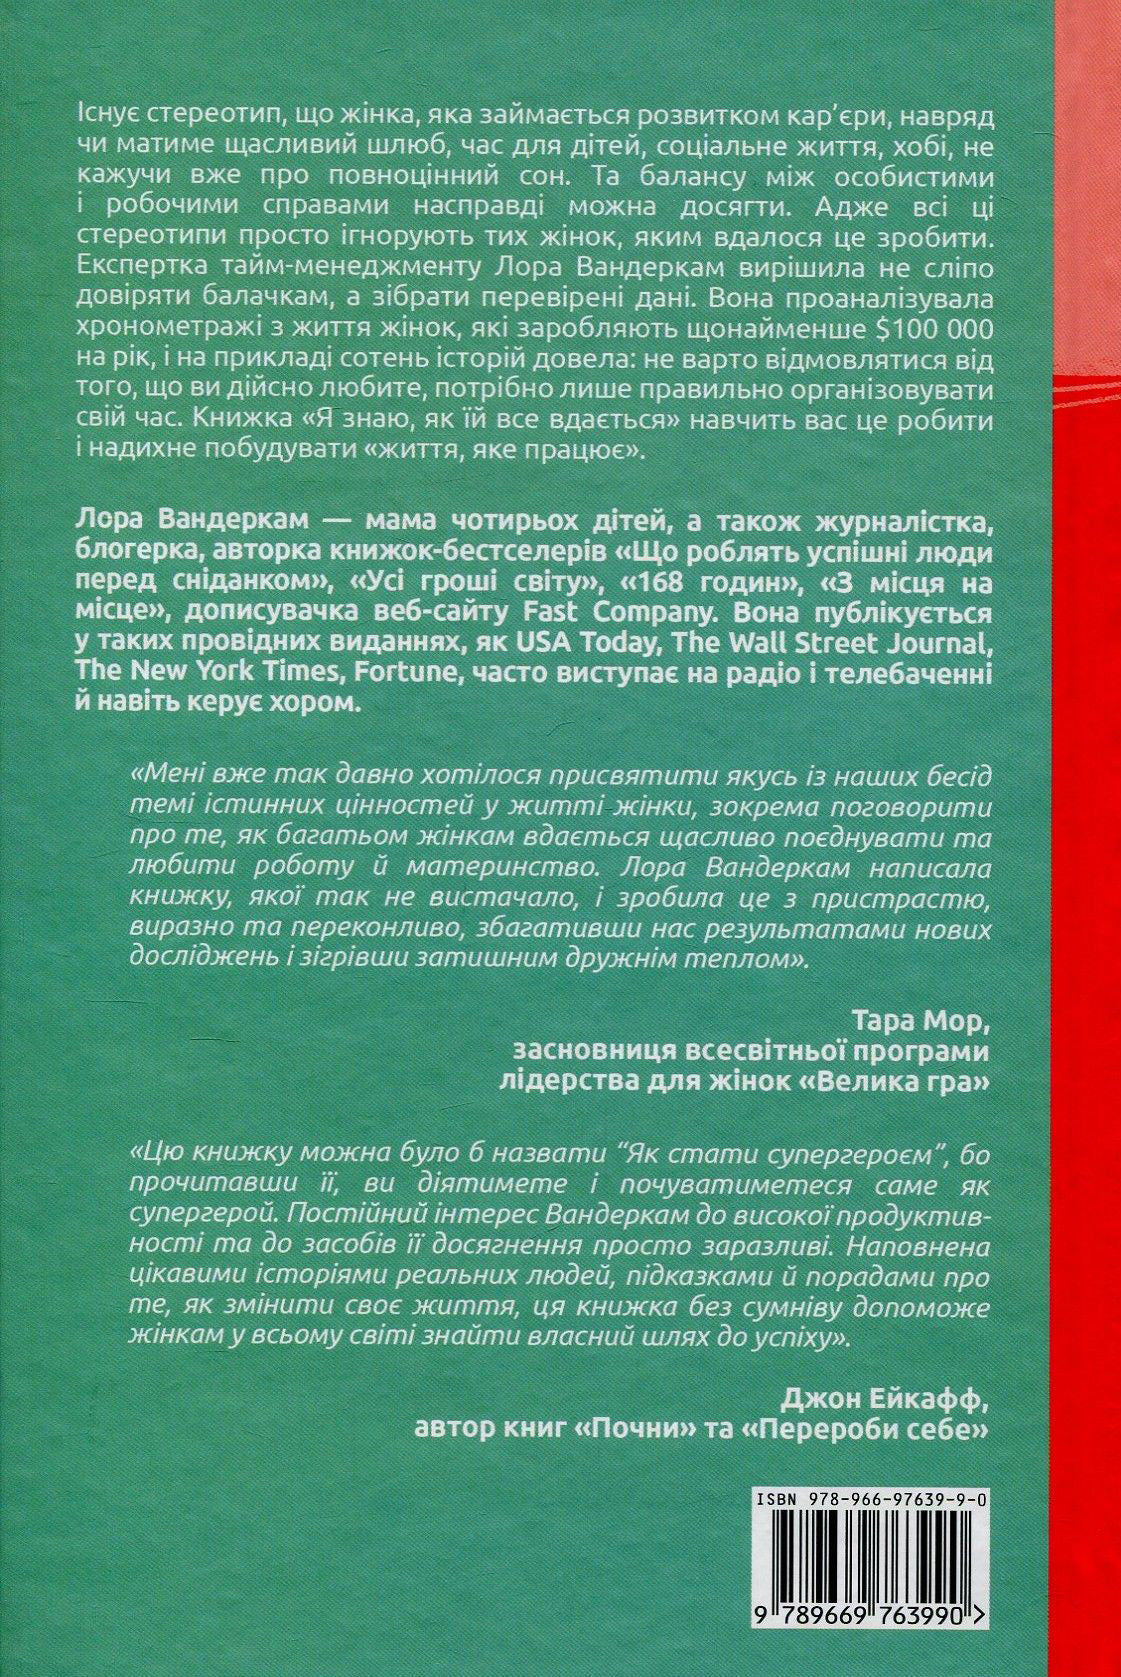 Існує стереотип, що жінка, яка займається розвитком кар’єри, навряд
чи матиме щасливий шлюб, час для дітей, соціальне життя, хобі, не
кажучи вже про повноцінний сон. Та балансу між особистими
і робочими справами насправді можна досягти. Адже всі ці
стереотипи просто ігнорують тих жінок, яким вдалося це зробити.
Експертка тайм-менеджменту Лора Вандеркам вирішила не сліпо
довіряти балачкам, а зібрати перевірені дані. Вона проаналізувала
хронометражі з життя жінок, які заробляють щонайменше $100 000
на рік, і на прикладі сотень історій довела: не варто відмовлятися від
того, що ви дійсно любите, потрібно лише правильно організовувати
свій час. Книжка «Я знаю, як їй все вдається» навчить вас це робити
і надихне побудувати «життя, яке працює».
Лора Вандеркам — мама чотирьох дітей, а також журналістка,
блогерка, авторка книжок-бестселерів «Що роблять успішні люди
перед сніданком», «Усі гроші світу», «168 годин», «З місця на
місце», дописувачка веб-сайту Fast Company. Вона публікується
у таких провідних виданнях, як USA Today, The Wall Street Journal,
The New York Times, Fortune, часто виступає на радіо і телебаченні
й навіть керує хором.
«Мені вже так давно хотілося присвятити якусь із наших бесід
темі істинних цінностей у житті жінки, зокрема поговорити
про те, як багатьом жінкам вдається щасливо поєднувати та
любити роботу й материнство. Лора Вандеркам написала
книжку, якої так не вистачало, і зробила це з пристрастю,
виразно та переконливо, збагативши нас результатами нових
досліджень і зігрівши затишним дружнім теплом».
Тара Мор,
засновниця всесвітньої програми
лідерства для жінок «Велика гра»
«Цю книжку можна було б назвати “Як стати супергероєм”, бо
прочитавши її, ви діятимете і почуватиметеся саме як
супергерой. Постійний інтерес Вандеркам до високої продуктив-
ності та до засобів її досягнення просто заразливі. Наповнена
цікавими історіями реальних людей, підказками й порадами про
те, як змінити своє життя, ця книжка без сумніву допоможе
жінкам у всьому світі знайти власний шлях до успіху».
Джон Ейкафф,
автор книг «Почни» та «Перероби себе»
ISBN 978-966-97639-9-0
9 789669 763990 >